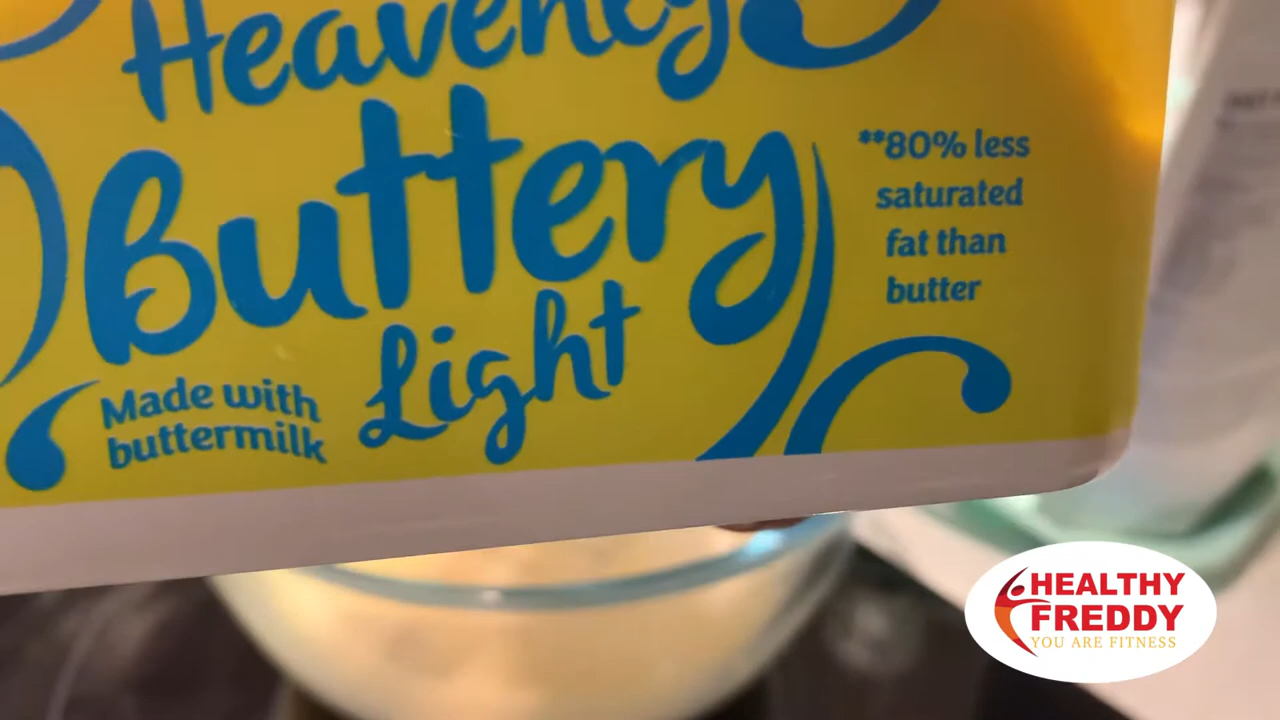 Heavenly
Buttery
Light
Made with
buttermilk
**80% less
saturated
fat than
butter
HEALTHY
FREDDY
YOU ARE FITNESS